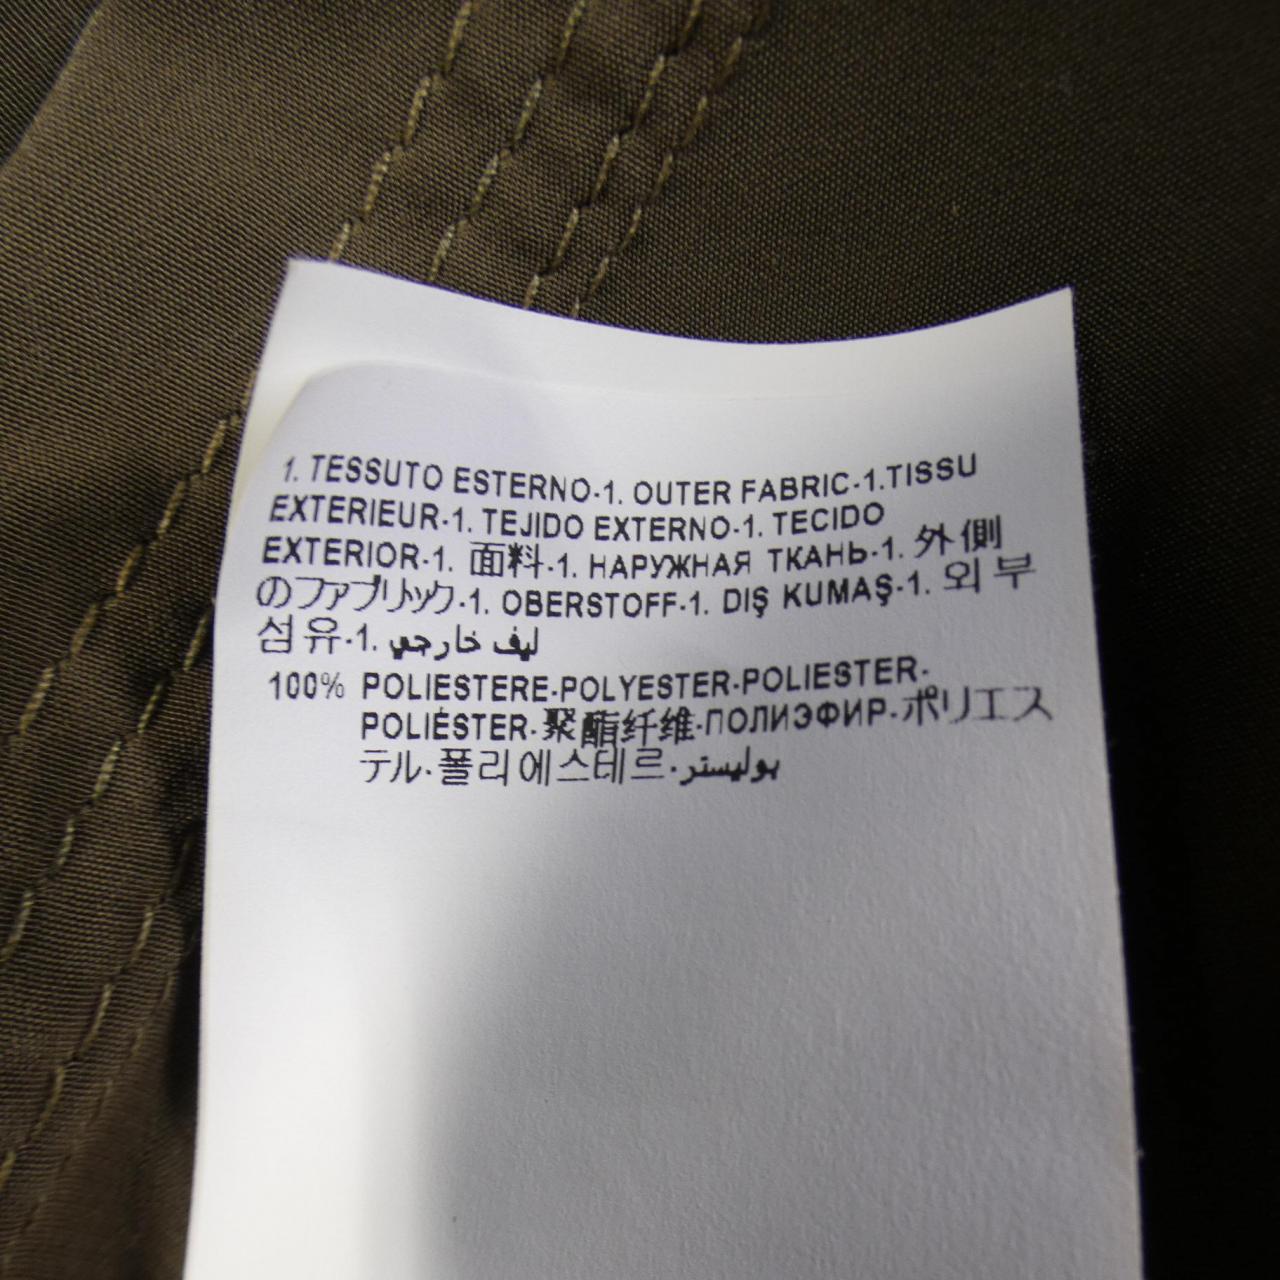 1. TESSUTO ESTERNO-1. OUTER FABRIC-1.TISSU
EXTERIEUR-1. TEJIDO EXTERNO-1. TECIDO
EXTERIOR-1. 面料-1. НАРУЖНАЯ ТКАНЬ-1. 外側
のファブリック-1. OBERSTOFF-1. DIŞ KUMAŞ-1. 외부
섬유-1. ليف خارجي
100% POLIESTERE-POLYESTER-POLIESTER-
POLIÉSTER-聚酯纤维-ПОЛИЭФИР-ポリエス
テル-폴리에스테르-بوليستر